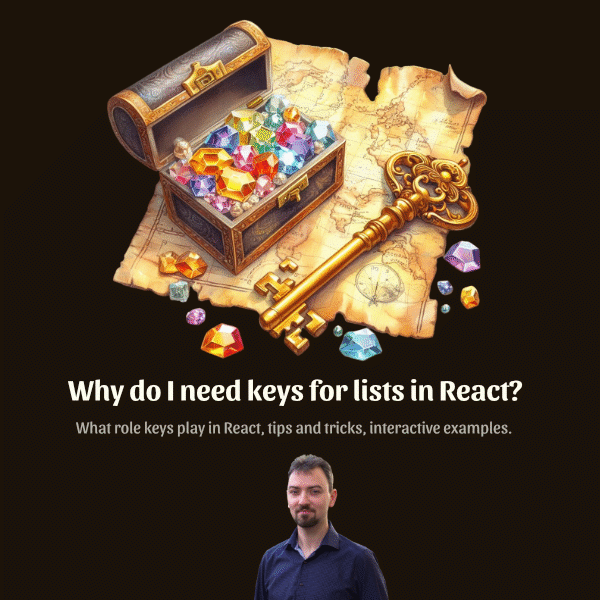 Why do I need keys for lists in React?
What role keys play in React, tips and tricks, interactive examples.